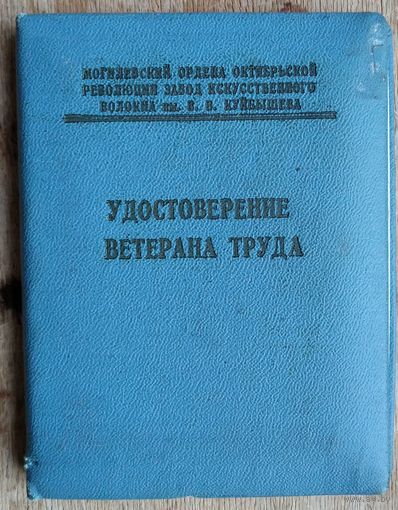 МОГИЛЕВСКИЙ ОРДЕНА ОКТЯБРЬСКОЙ
РЕВОЛЮЦИИ ЗАВОД ИСКУССТВЕННОГО
ВОЛОКНА им. В. В. КУЙБЫШЕВА
УДОСТОВЕРЕНИЕ
ВЕТЕРАНА ТРУДА